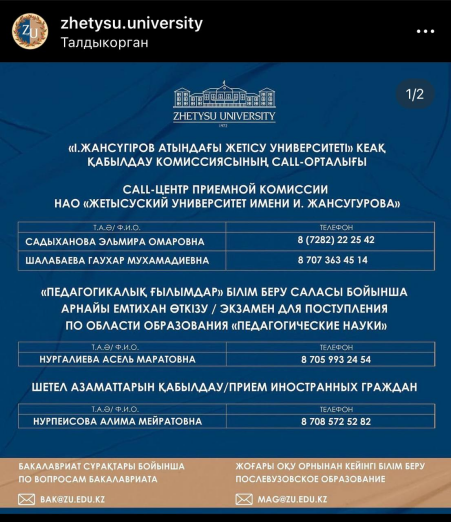 zhetysu.university
Талдыкорган
1/2
ZHETYSU UNIVERSITY
1972
«І.ЖАНСҮГІРОВ АТЫНДАҒЫ ЖЕТІСУ УНИВЕРСИТЕТІ» КЕАҚ
ҚАБЫЛДАУ КОМИССИЯСЫНЫҢ CALL-ОРТАЛЫҒЫ
CALL-ЦЕНТР ПРИЕМНОЙ КОМИССИИ
НАО «ЖЕТЫСУСКИЙ УНИВЕРСИТЕТ ИМЕНИ И. ЖАНСУГУРОВА»
Т.А.Ә/ Ф.И.О. ТЕЛЕФОН
САДЫХАНОВА ЭЛЬМИРА ОМАРОВНА 8 (7282) 22 25 42
ШАЛАБАЕВА ГАУХАР МУХАМАДИЕВНА 8 707 363 45 14
«ПЕДАГОГИКАЛЫҚ ҒЫЛЫМДАР» БІЛІМ БЕРУ САЛАСЫ БОЙЫНША
АРНАЙЫ ЕМТИХАН ӨТКІЗУ / ЭКЗАМЕН ДЛЯ ПОСТУПЛЕНИЯ
ПО ОБЛАСТИ ОБРАЗОВАНИЯ «ПЕДАГОГИЧЕСКИЕ НАУКИ»
Т.А.Ә/ Ф.И.О. ТЕЛЕФОН
НУРГАЛИЕВА АСЕЛЬ МАРАТОВНА 8 705 993 24 54
ШЕТЕЛ АЗАМАТТАРЫН ҚАБЫЛДАУ/ПРИЕМ ИНОСТРАННЫХ ГРАЖДАН
Т.А.Ә/ Ф.И.О. ТЕЛЕФОН
НУРПЕИСОВА АЛИМА МЕЙРАТОВНА 8 708 572 52 82
БАКАЛАВРИАТ СҰРАҚТАРЫ БОЙЫНША
ПО ВОПРОСАМ БАКАЛАВРИАТА
BAK@ZU.EDU.KZ
ЖОҒАРЫ ОҚУ ОРНЫНАН КЕЙІНГІ БІЛІМ БЕРУ
ПОСЛЕВУЗОВСКОЕ ОБРАЗОВАНИЕ
MAG@ZU.EDU.KZ